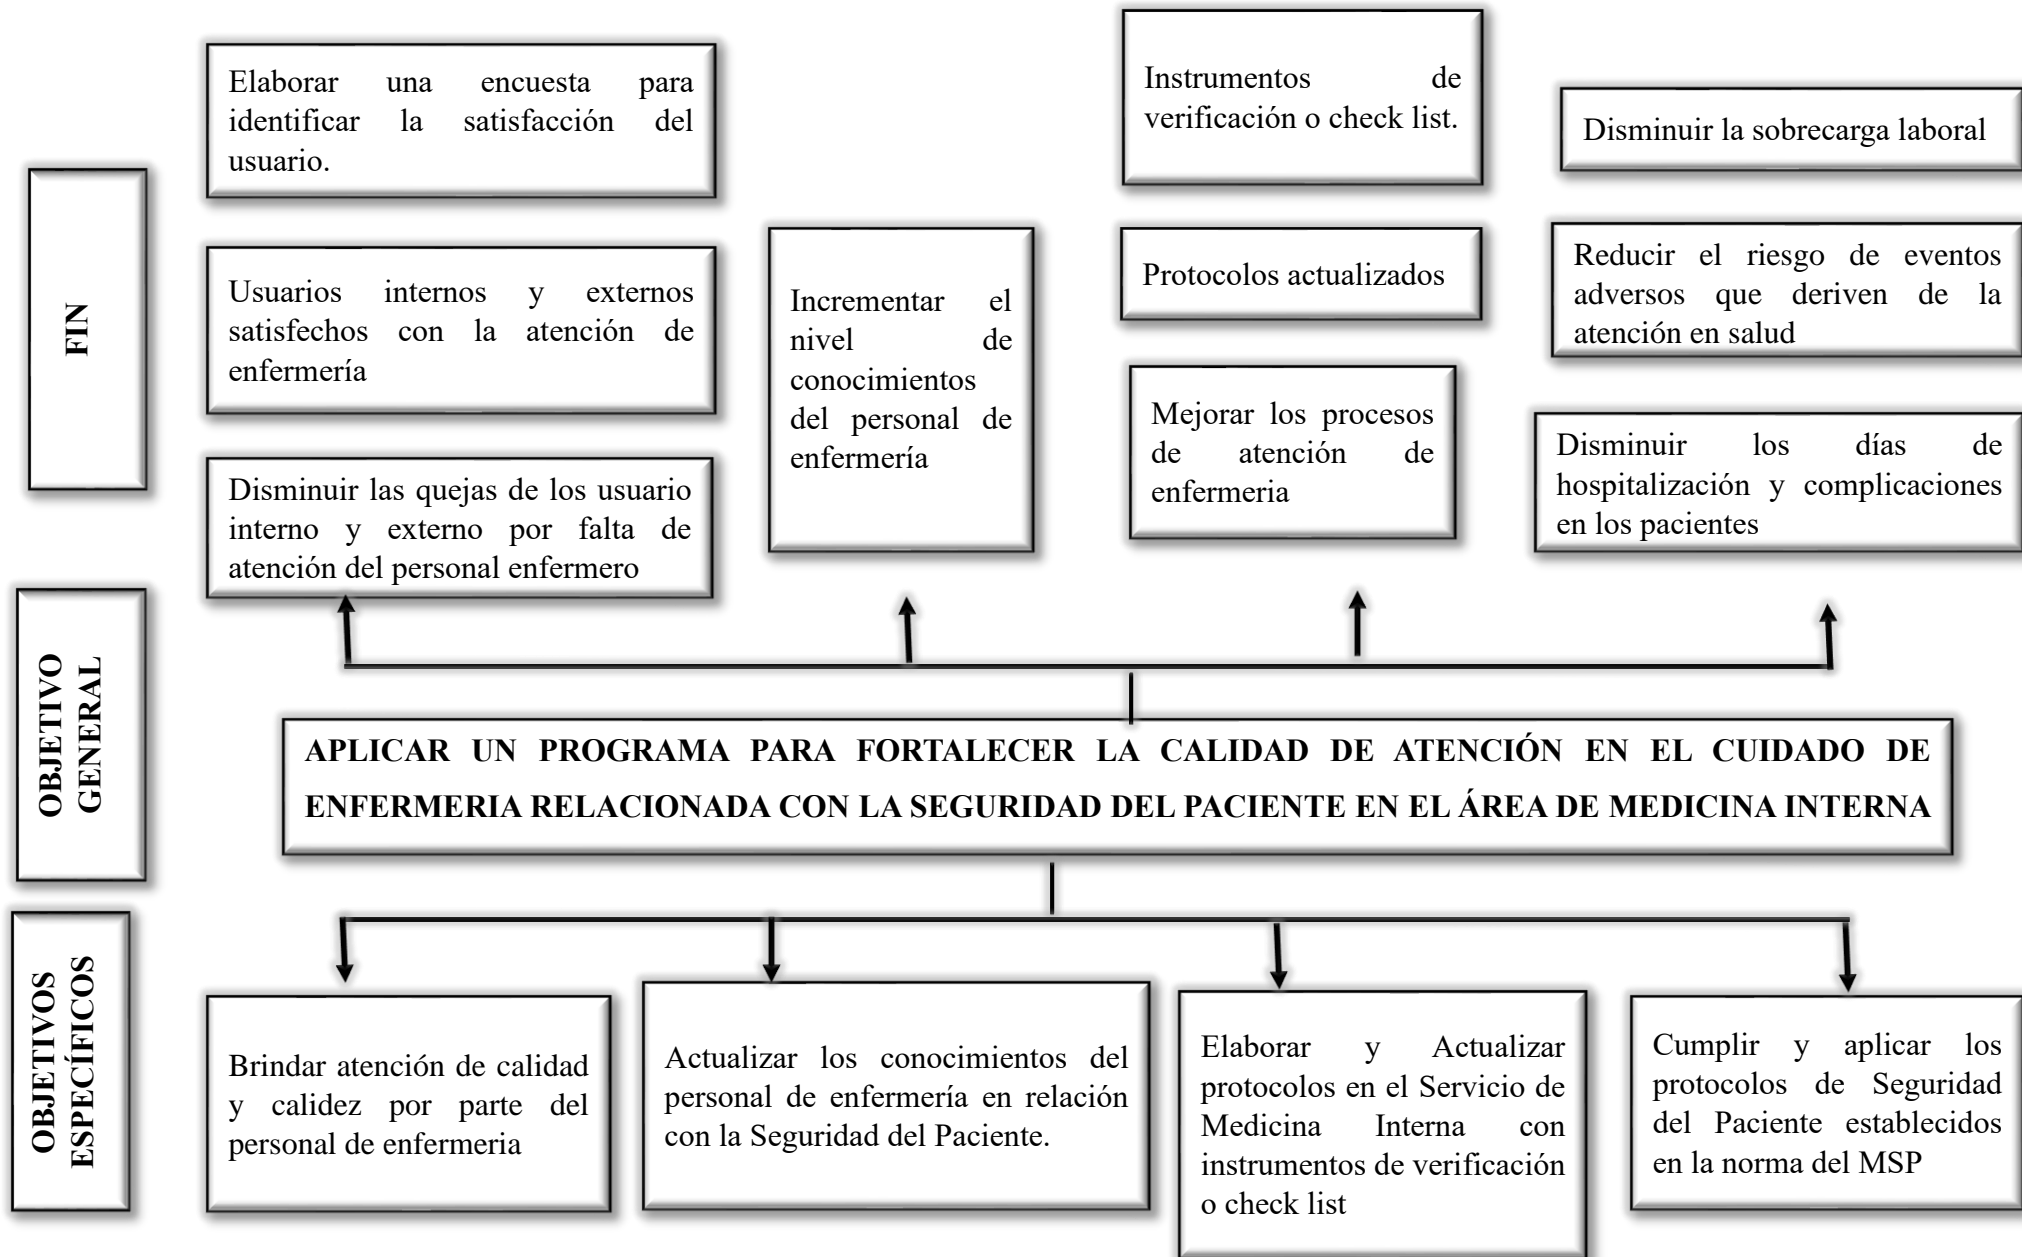 Elaborar una encuesta para
identificar la satisfacción del
usuario.
Instrumentos de
verificación o check list.
Disminuir la sobrecarga laboral
FIN
Usuarios internos y externos
satisfechos con la atención de
enfermería
Incrementar el
nivel de
conocimientos
del personal de
enfermería
Protocolos actualizados
Reducir el riesgo de eventos
adversos que deriven de la
atención en salud
Disminuir las quejas de los usuario
interno y externo por falta de
atención del personal enfermero
Mejorar los procesos
de atención de
enfermeria
Disminuir los días de
hospitalización y complicaciones
en los pacientes
OBJETIVO
GENERAL
APLICAR UN PROGRAMA PARA FORTALECER LA CALIDAD DE ATENCIÓN EN EL CUIDADO DE
ENFERMERIA RELACIONADA CON LA SEGURIDAD DEL PACIENTE EN EL ÁREA DE MEDICINA INTERNA
OBJETIVOS
ESPECÍFICOS
Brindar atención de calidad
y calidez por parte del
personal de enfermeria
Actualizar los conocimientos del
personal de enfermería en relación
con la Seguridad del Paciente.
Elaborar y Actualizar
protocolos en el Servicio de
Medicina Interna con
instrumentos de verificación
o check list
Cumplir y aplicar los
protocolos de Seguridad
del Paciente establecidos
en la norma del MSP